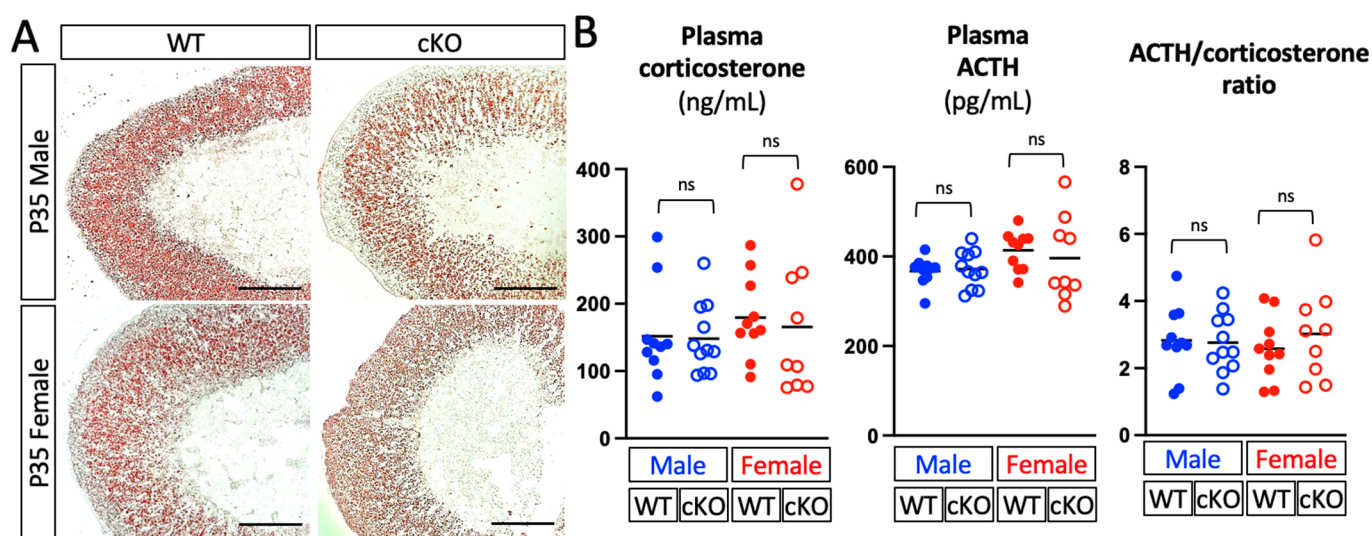 A
WT
cKO
P35 Male
P35 Female
B
Plasma
corticosterone
(ng/mL)
ns
ns
400
300
200
100
0
Male
Female
WT
cKO
WT
cKO
Plasma
ACTH
(pg/mL)
ns
ns
600
400
200
0
Male
Female
WT
cKO
WT
cKO
ACTH/corticosterone
ratio
ns
ns
8
6
4
2
0
Male
Female
WT
cKO
WT
cKO